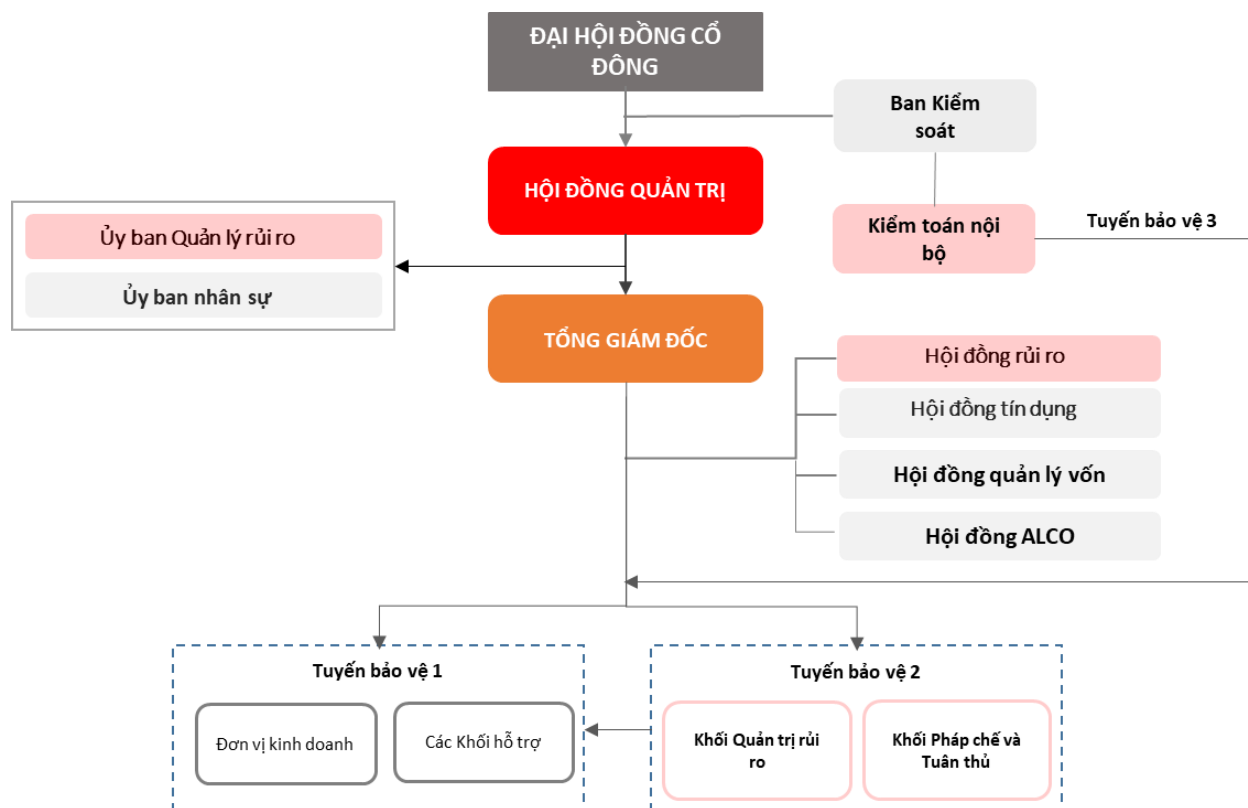 ĐẠI HỘI ĐỒNG CỔ
ĐÔNG
Ban Kiểm
soát
HỘI ĐỒNG QUẢN TRỊ
Kiểm toán nội
bộ
Tuyến bảo vệ 3
Ủy ban Quản lý rủi ro
Ủy ban nhân sự
TỔNG GIÁM ĐỐC
Hội đồng rủi ro
Hội đồng tín dụng
Hội đồng quản lý vốn
Hội đồng ALCO
Tuyến bảo vệ 1
Đơn vị kinh doanh
Các Khối hỗ trợ
Tuyến bảo vệ 2
Khối Quản trị rủi
ro
Khối Pháp chế và
Tuân thủ